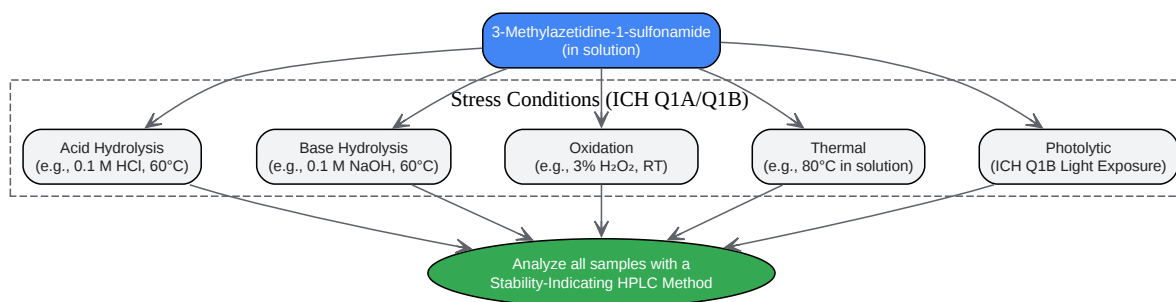 3-Methylazetidine-1-sulfonamide
(in solution)
Stress Conditions (ICH Q1A/Q1B)
Acid Hydrolysis
(e.g., 0.1 M HCl, 60°C)
Base Hydrolysis
(e.g., 0.1 M NaOH, 60°C)
Oxidation
(e.g., 3% H₂O₂, RT)
Thermal
(e.g., 80°C in solution)
Photolytic
(ICH Q1B Light Exposure)
Analyze all samples with a
Stability-Indicating HPLC Method